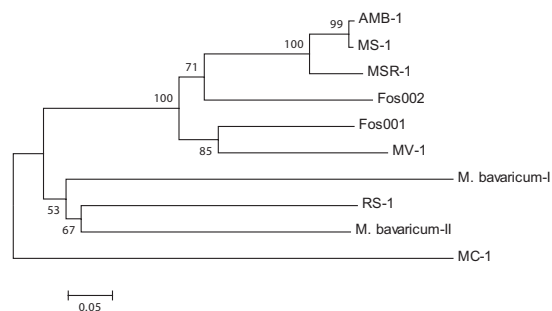 AMB-1
99
MS-1
100
MSR-1
71
Fos002
100
Fos001
85
MV-1
M. bavaricum-I
53
RS-1
67
M. bavaricum-II
MC-1
0.05